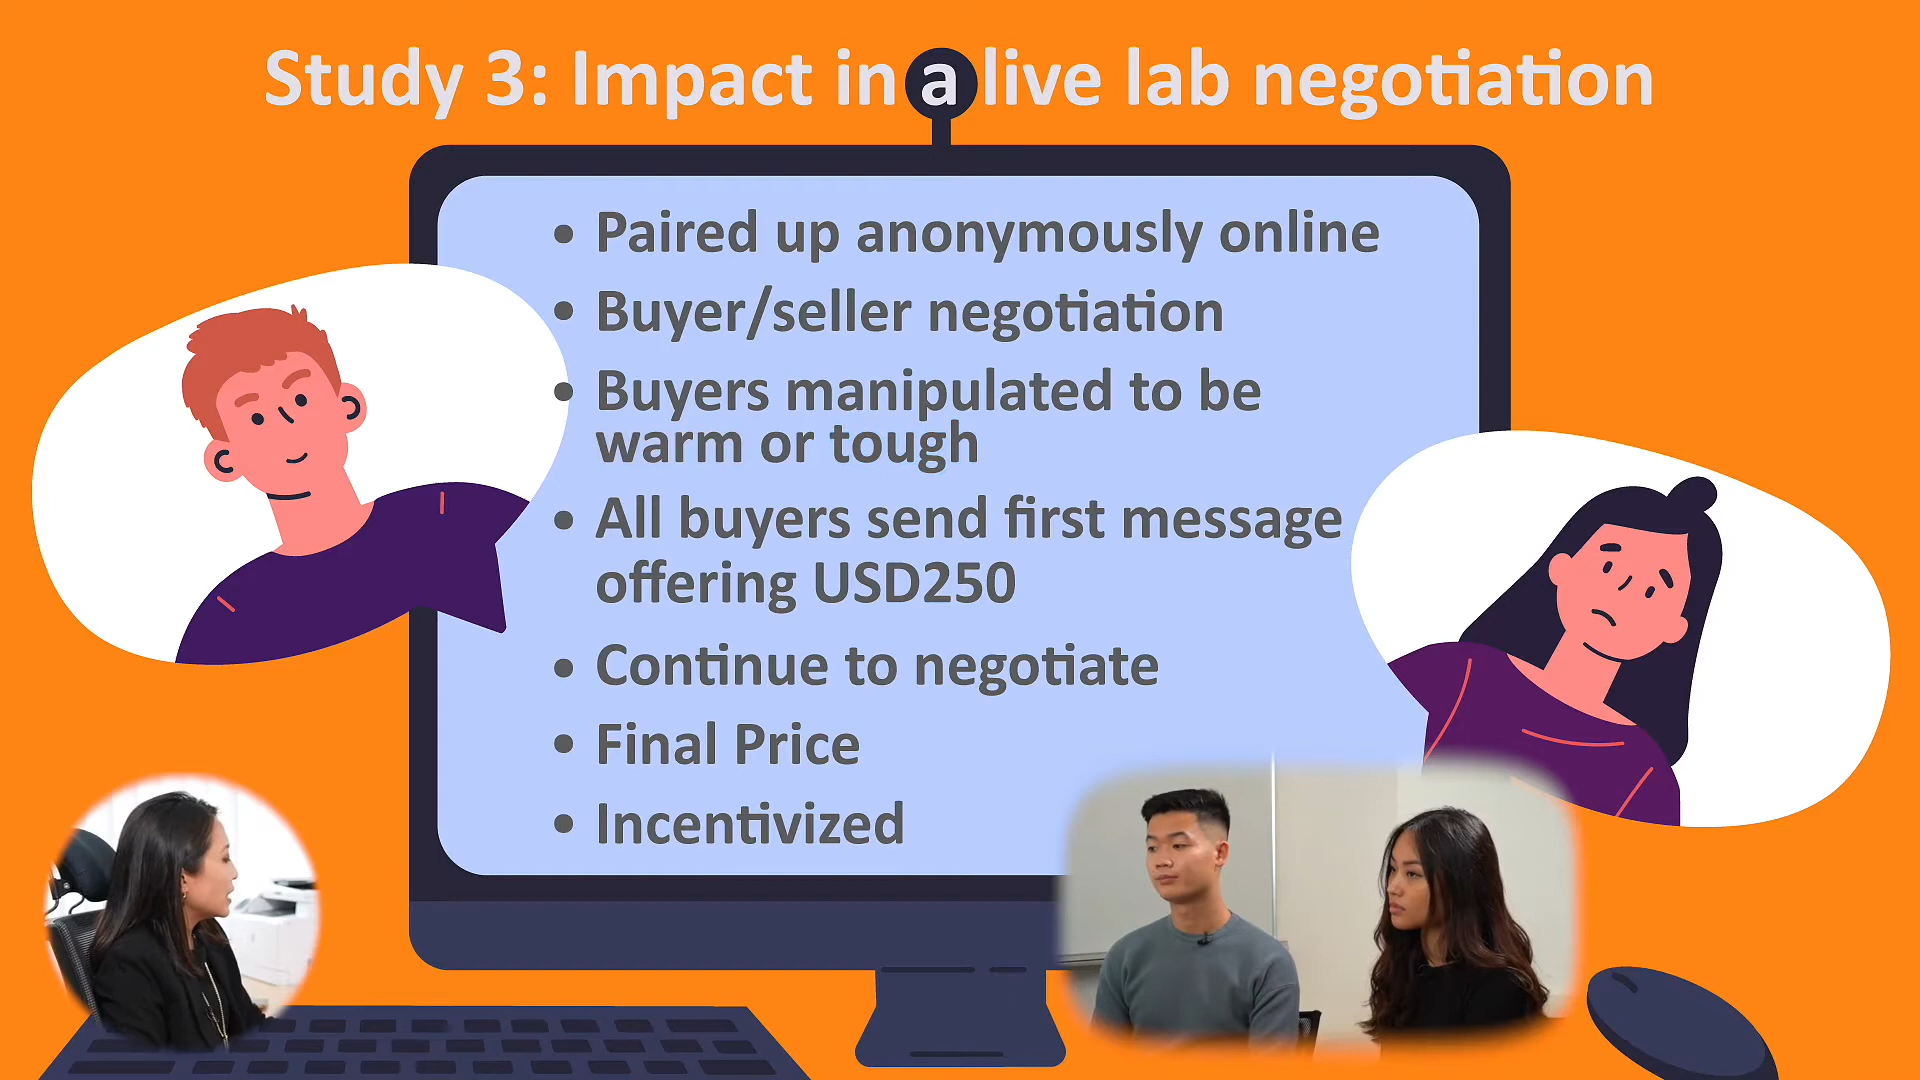 Study 3: Impact in a live lab negotiation
• Paired up anonymously online
• Buyer/seller negotiation
• Buyers manipulated to be
warm or tough
• All buyers send first message
offering USD250
• Continue to negotiate
• Final Price
• Incentivized